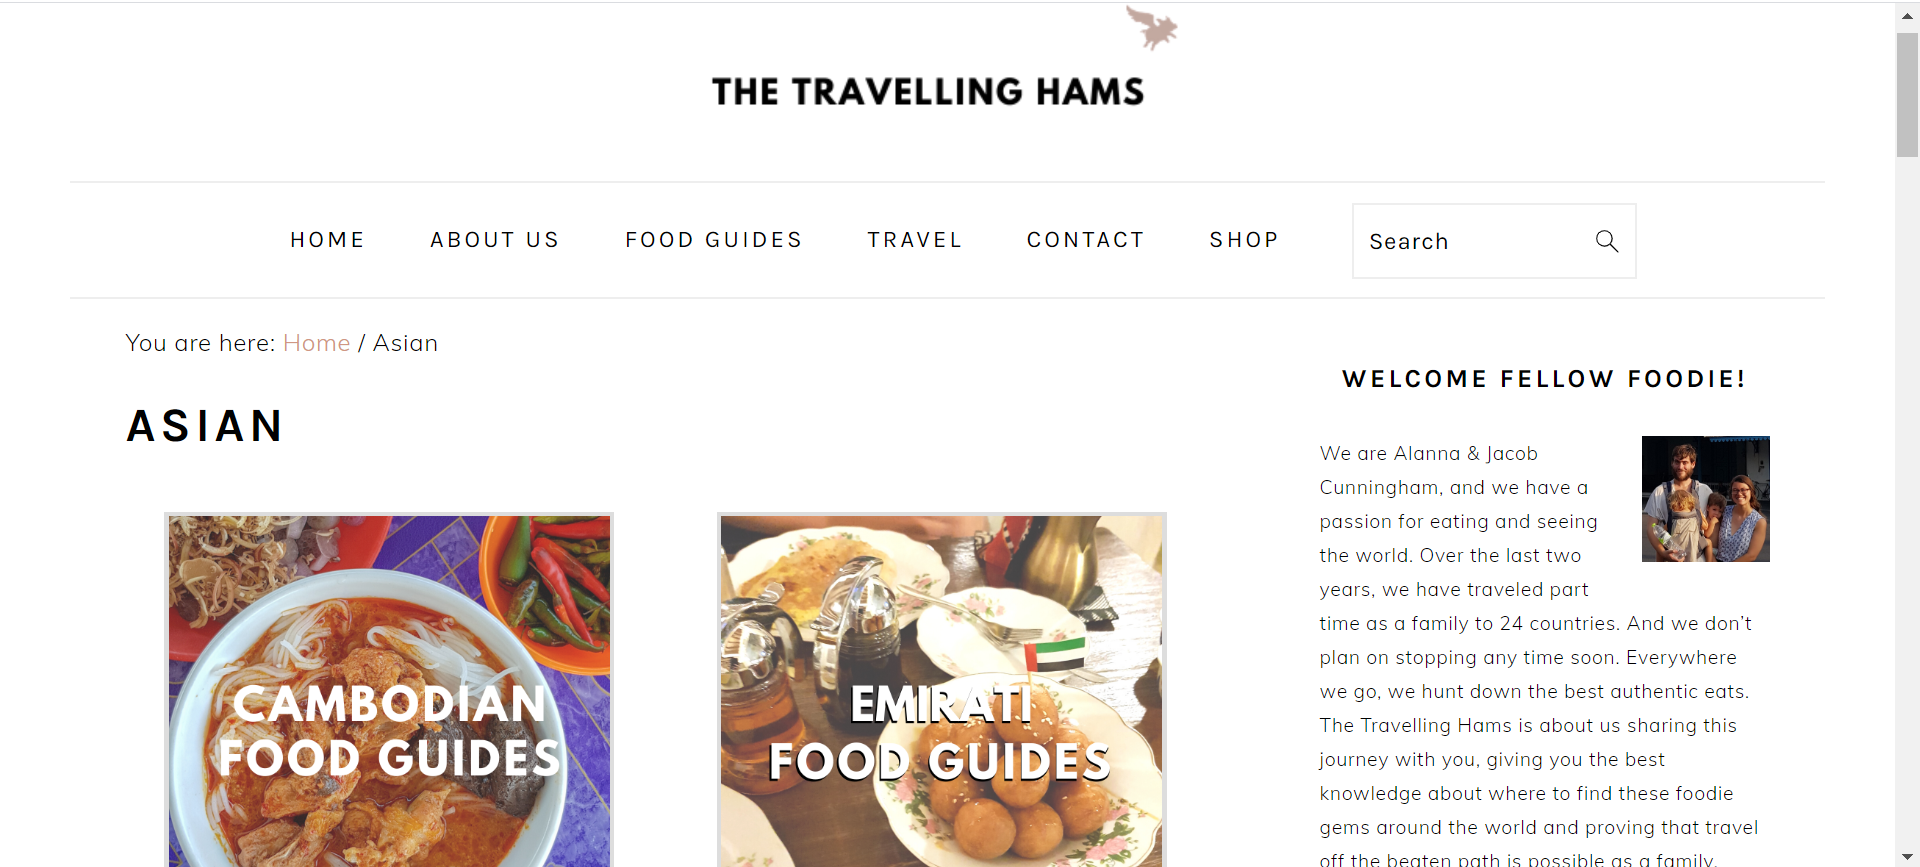 THE TRAVELLING HAMS
HOME ABOUT US FOOD GUIDES TRAVEL CONTACT SHOP Search
You are here: Home / Asian
ASIAN
CAMBODIAN
FOOD GUIDES
EMIRATI
FOOD GUIDES
WELCOME FELLOW FOODIE!
We are Alanna & Jacob
Cunningham, and we have a
passion for eating and seeing
the world. Over the last two
years, we have traveled part
time as a family to 24 countries. And we don't
plan on stopping any time soon. Everywhere
we go, we hunt down the best authentic eats.
The Travelling Hams is about us sharing this
journey with you, giving you the best
knowledge about where to find these foodie
gems around the world and proving that travel
off the beaten path is possible as a family.